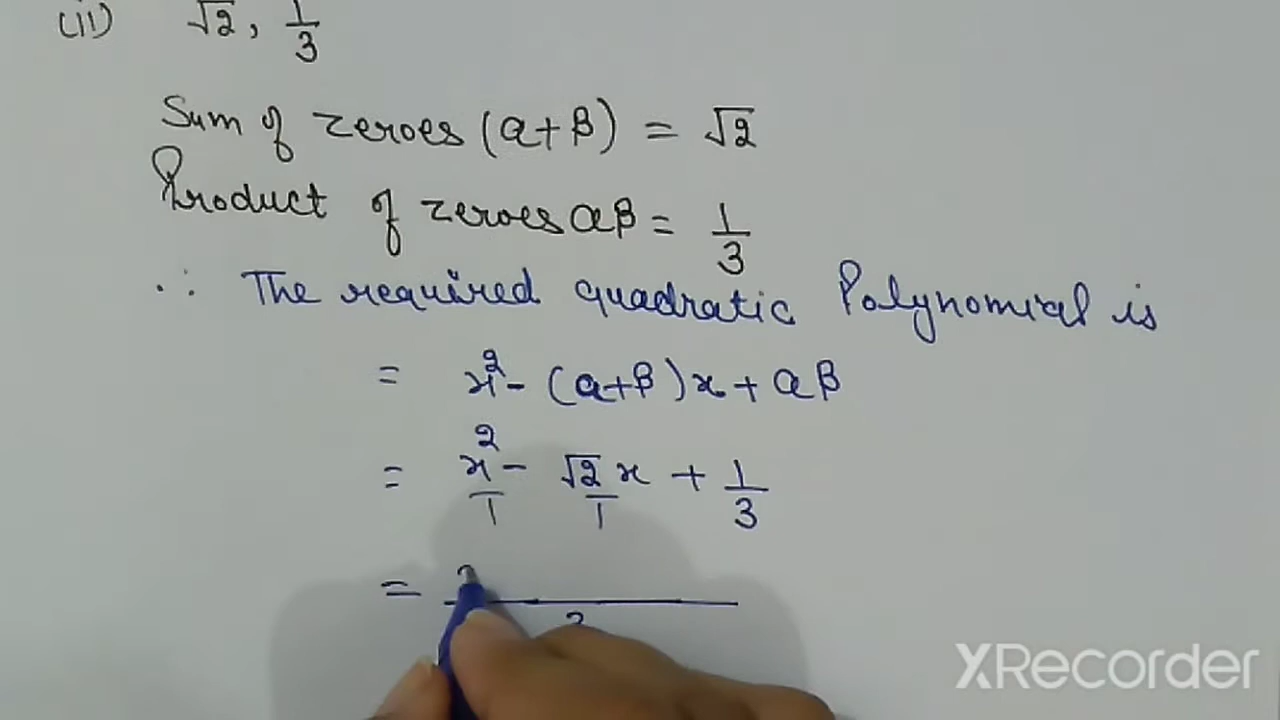 (ii) √2, 1/3
Sum of zeroes (α+β) = √2
Product of zeroes αβ = 1/3
∴ The required quadratic Polynomial is
= x² - (α+β)x + αβ
= x²/1 - √2x/1 + 1/3
=
XRecorder